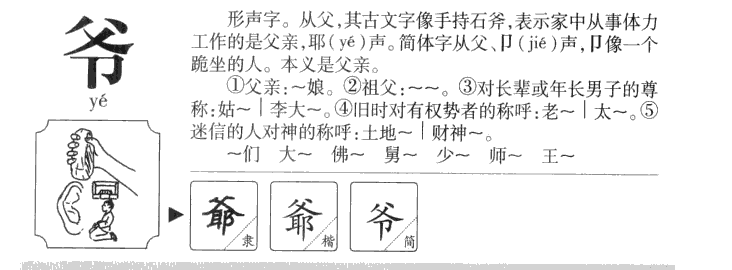 爷
yé
形声字。从父,其古文字像手持石斧,表示家中从事体力
工作的是父亲,耶(yé)声。简体字从父、卩(jié)声,卩像一个
跪坐的人。本义是父亲。
①父亲:~娘。②祖父:~~。③对长辈或年长男子的尊
称:姑~|李大~。④旧时对有权势者的称呼:老~|太~。⑤
迷信的人对神的称呼:土地~|财神~。
~们 大~ 佛~ 舅~ 少~ 师~ 王~
爺 隶 爺 楷 爷 简